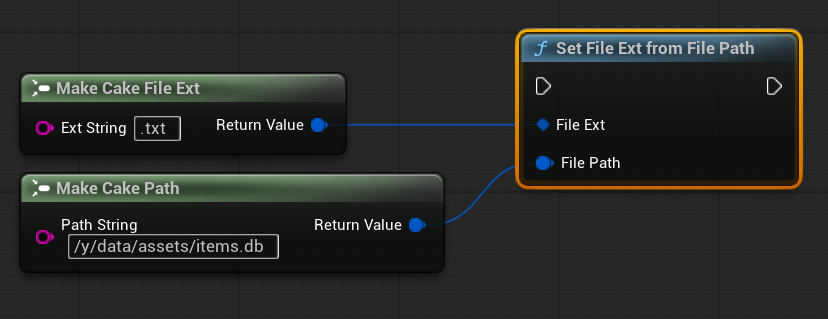 Set File Ext from File Path
Make Cake File Ext
Ext String .txt Return Value
File Ext
File Path
Make Cake Path
Path String Return Value
/y/data/assets/items.db